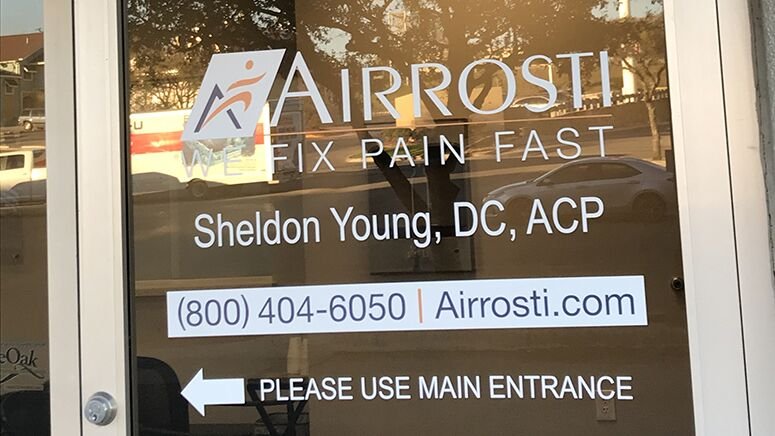 AIRROSTI
WE FIX PAIN FAST
Sheldon Young, DC, ACP
(800) 404-6050 | Airrosti.com
PLEASE USE MAIN ENTRANCE